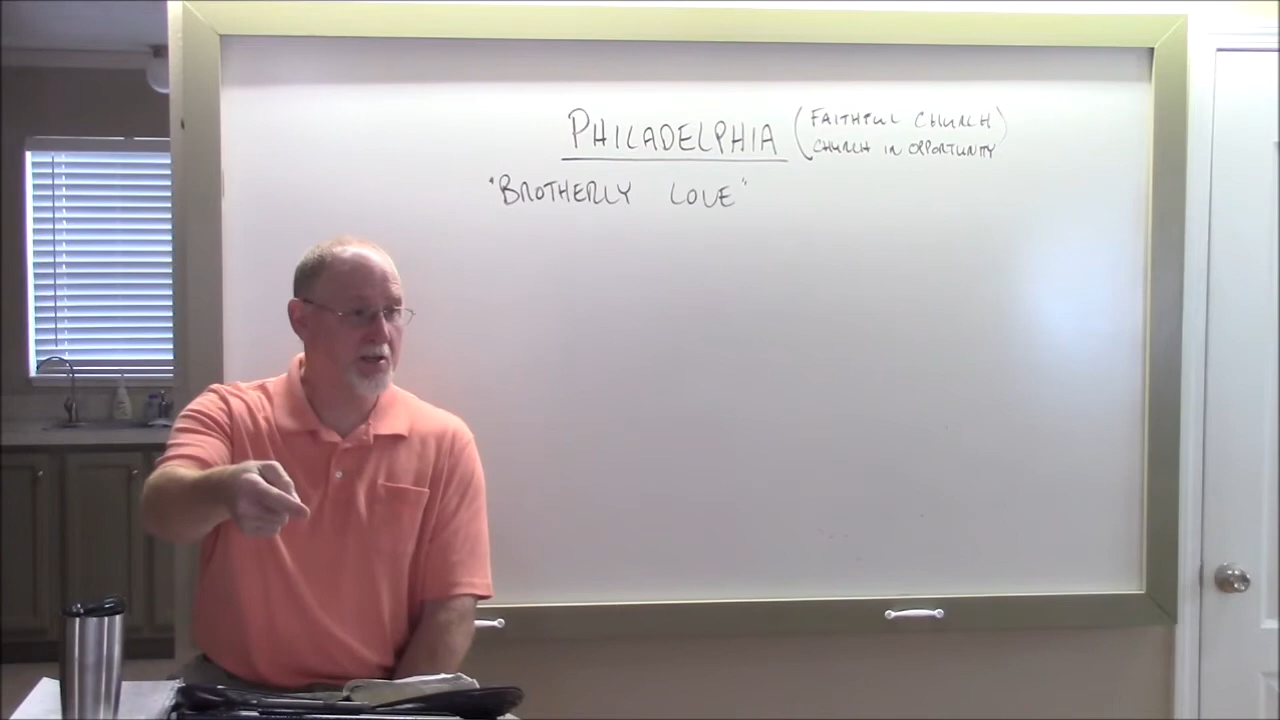 PHILADELPHIA (FAITHFUL CHURCH)
CHURCH IN OPPORTUNITY
"BROTHERLY LOVE"